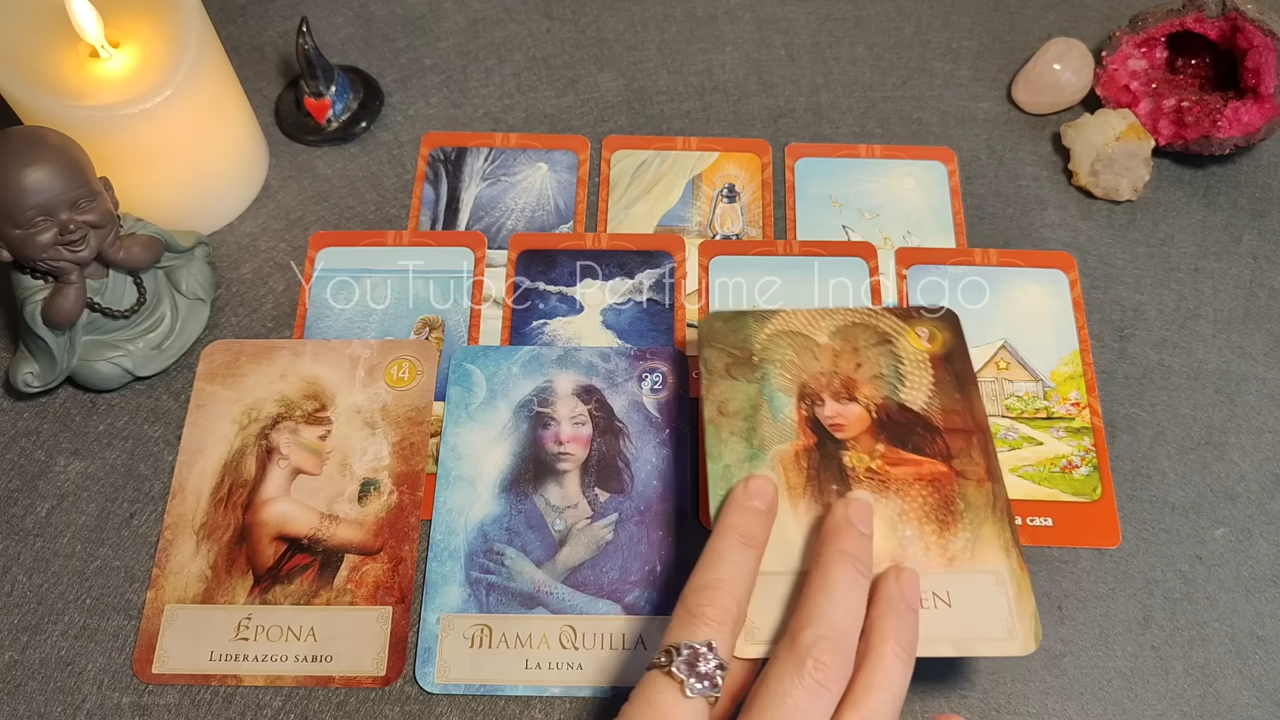 YouTube: Perfume Indigo
a casa
14
32
ÉPONA
LIDERAZGO SABIO
MAMA QUILLA
LA LUNA
EN